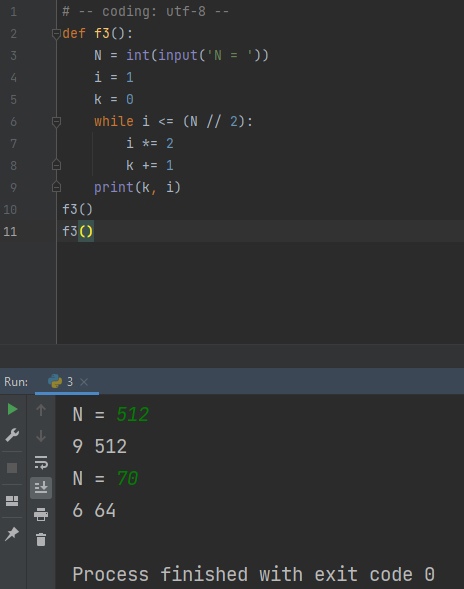 1 # -- coding: utf-8 --
2 def f3():
3     N = int(input('N = '))
4     i = 1
5     k = 0
6     while i <= (N // 2):
7         i *= 2
8         k += 1
9     print(k, i)
10 f3()
11 f3()
Run: 3
N = 512
9 512
N = 70
6 64
Process finished with exit code 0